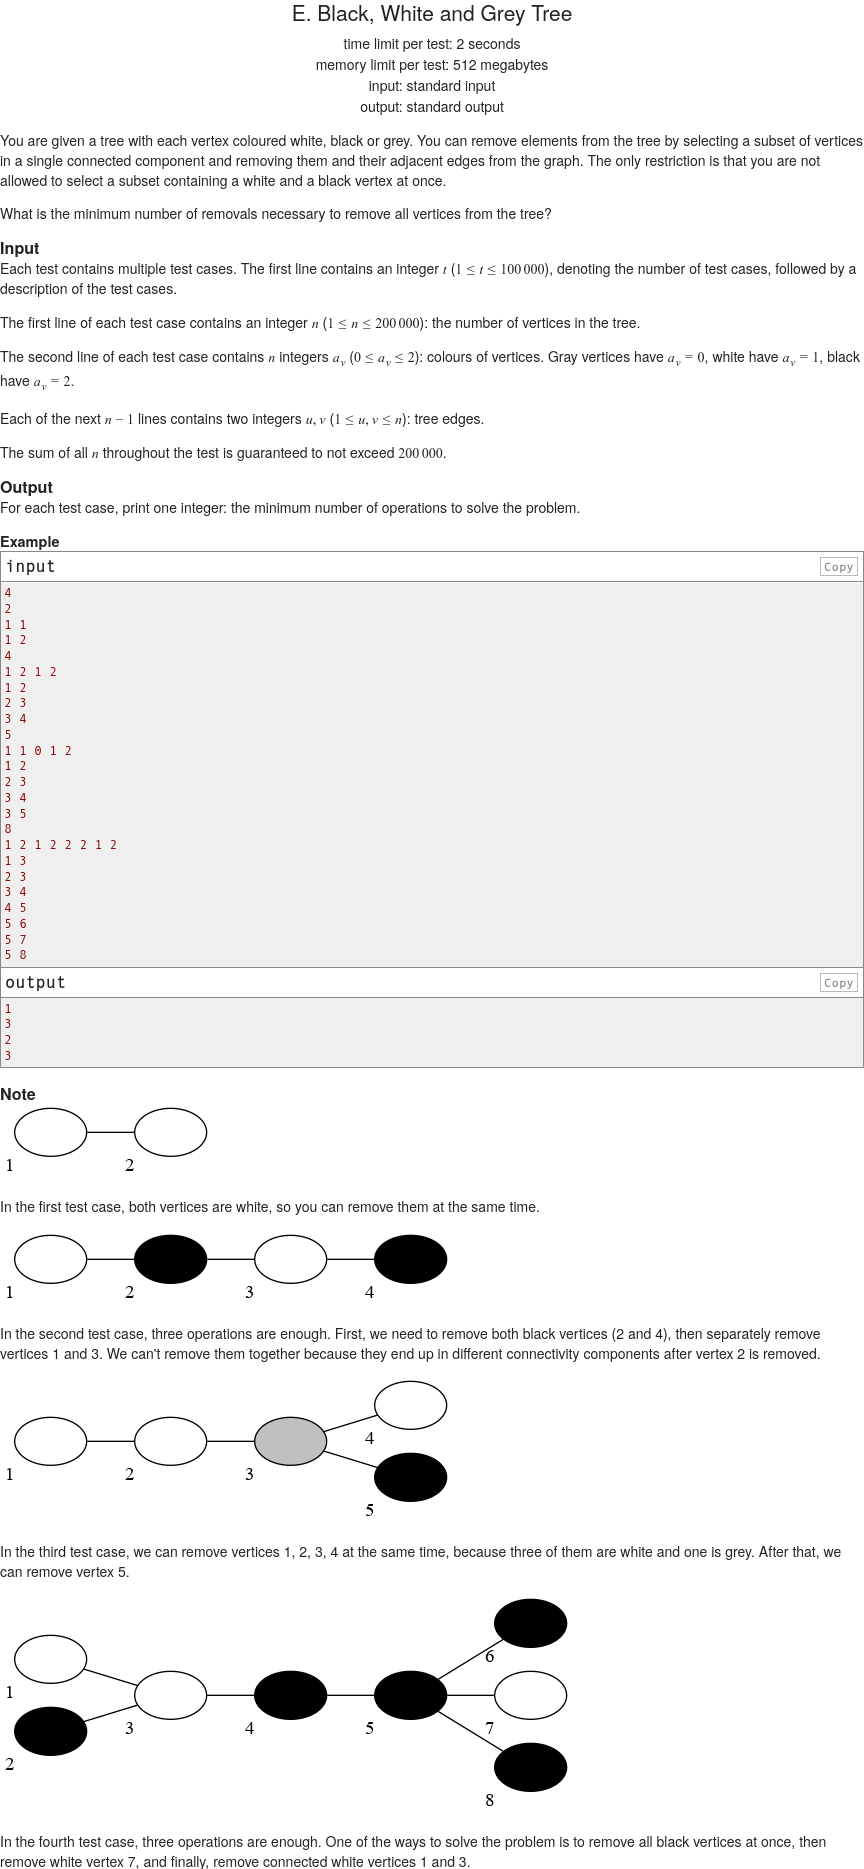 E. Black, White and Grey Tree
time limit per test: 2 seconds
memory limit per test: 512 megabytes
input: standard input
output: standard output
You are given a tree with each vertex coloured white, black or grey. You can remove elements from the tree by selecting a subset of vertices
in a single connected component and removing them and their adjacent edges from the graph. The only restriction is that you are not
allowed to select a subset containing a white and a black vertex at once.
What is the minimum number of removals necessary to remove all vertices from the tree?
Input
Each test contains multiple test cases. The first line contains an integer t (1 ≤ t ≤ 100 000), denoting the number of test cases, followed by a
description of the test cases.
The first line of each test case contains an integer n (1 ≤ n ≤ 200 000): the number of vertices in the tree.
The second line of each test case contains n integers a_v (0 ≤ a_v ≤ 2): colours of vertices. Gray vertices have a_v = 0, white have a_v = 1, black
have a_v = 2.
Each of the next n − 1 lines contains two integers u, v (1 ≤ u, v ≤ n): tree edges.
The sum of all n throughout the test is guaranteed to not exceed 200 000.
Output
For each test case, print one integer: the minimum number of operations to solve the problem.
Example
input
Copy
4
2
1 1
1 2
4
1 2 1 2
1 2
2 3
3 4
5
1 1 0 1 2
1 2
2 3
3 4
3 5
8
1 2 1 2 2 2 1 2
1 3
2 3
3 4
4 5
5 6
5 7
5 8
output
Copy
1
3
2
3
Note
1 2
In the first test case, both vertices are white, so you can remove them at the same time.
1 2 3 4
In the second test case, three operations are enough. First, we need to remove both black vertices (2 and 4), then separately remove
vertices 1 and 3. We can't remove them together because they end up in different connectivity components after vertex 2 is removed.
4
1 2 3
5
In the third test case, we can remove vertices 1, 2, 3, 4 at the same time, because three of them are white and one is grey. After that, we
can remove vertex 5.
6
1
3 4 5 7
2
8
In the fourth test case, three operations are enough. One of the ways to solve the problem is to remove all black vertices at once, then
remove white vertex 7, and finally, remove connected white vertices 1 and 3.